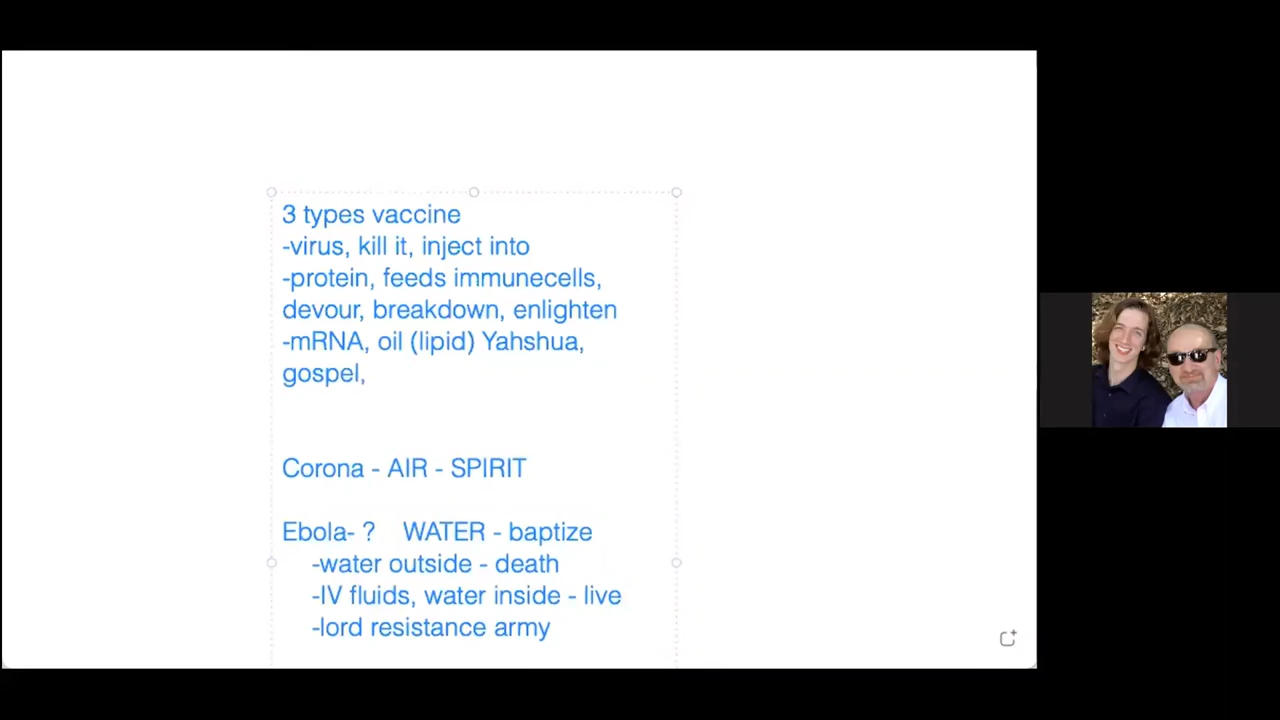 3 types vaccine
-virus, kill it, inject into
-protein, feeds immunecells,
devour, breakdown, enlighten
-mRNA, oil (lipid) Yahshua,
gospel,
Corona - AIR - SPIRIT
Ebola- ? WATER - baptize
-water outside - death
-IV fluids, water inside - live
-lord resistance army